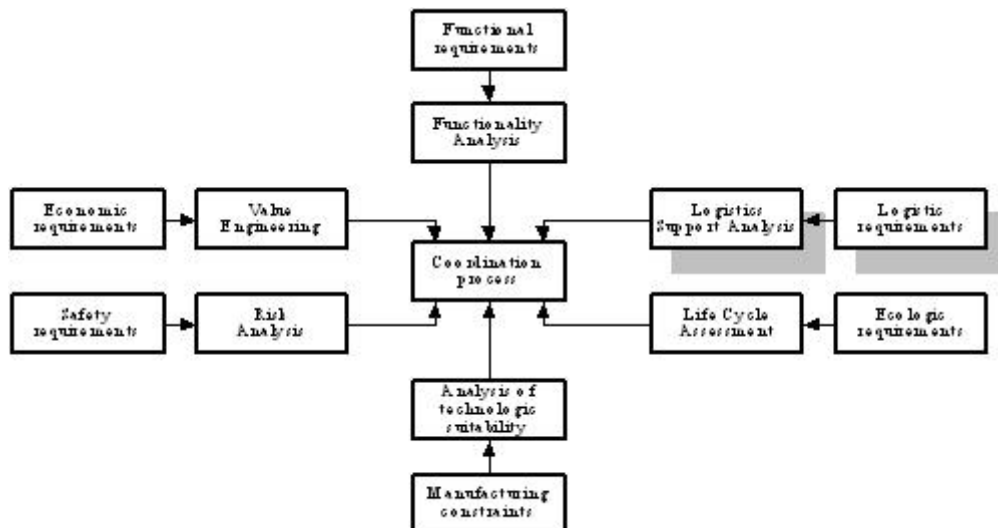 Functional
requirements
Functionality
Analysis
Economic
requirements
Value
Engineering
Logistics
Support Analysis
Logistic
requirements
Coordination
process
Safety
requirements
Risk
Analysis
Life Cycle
Assessment
Ecologic
requirements
Analysis of
technologic
suitability
Manufacturing
constraints